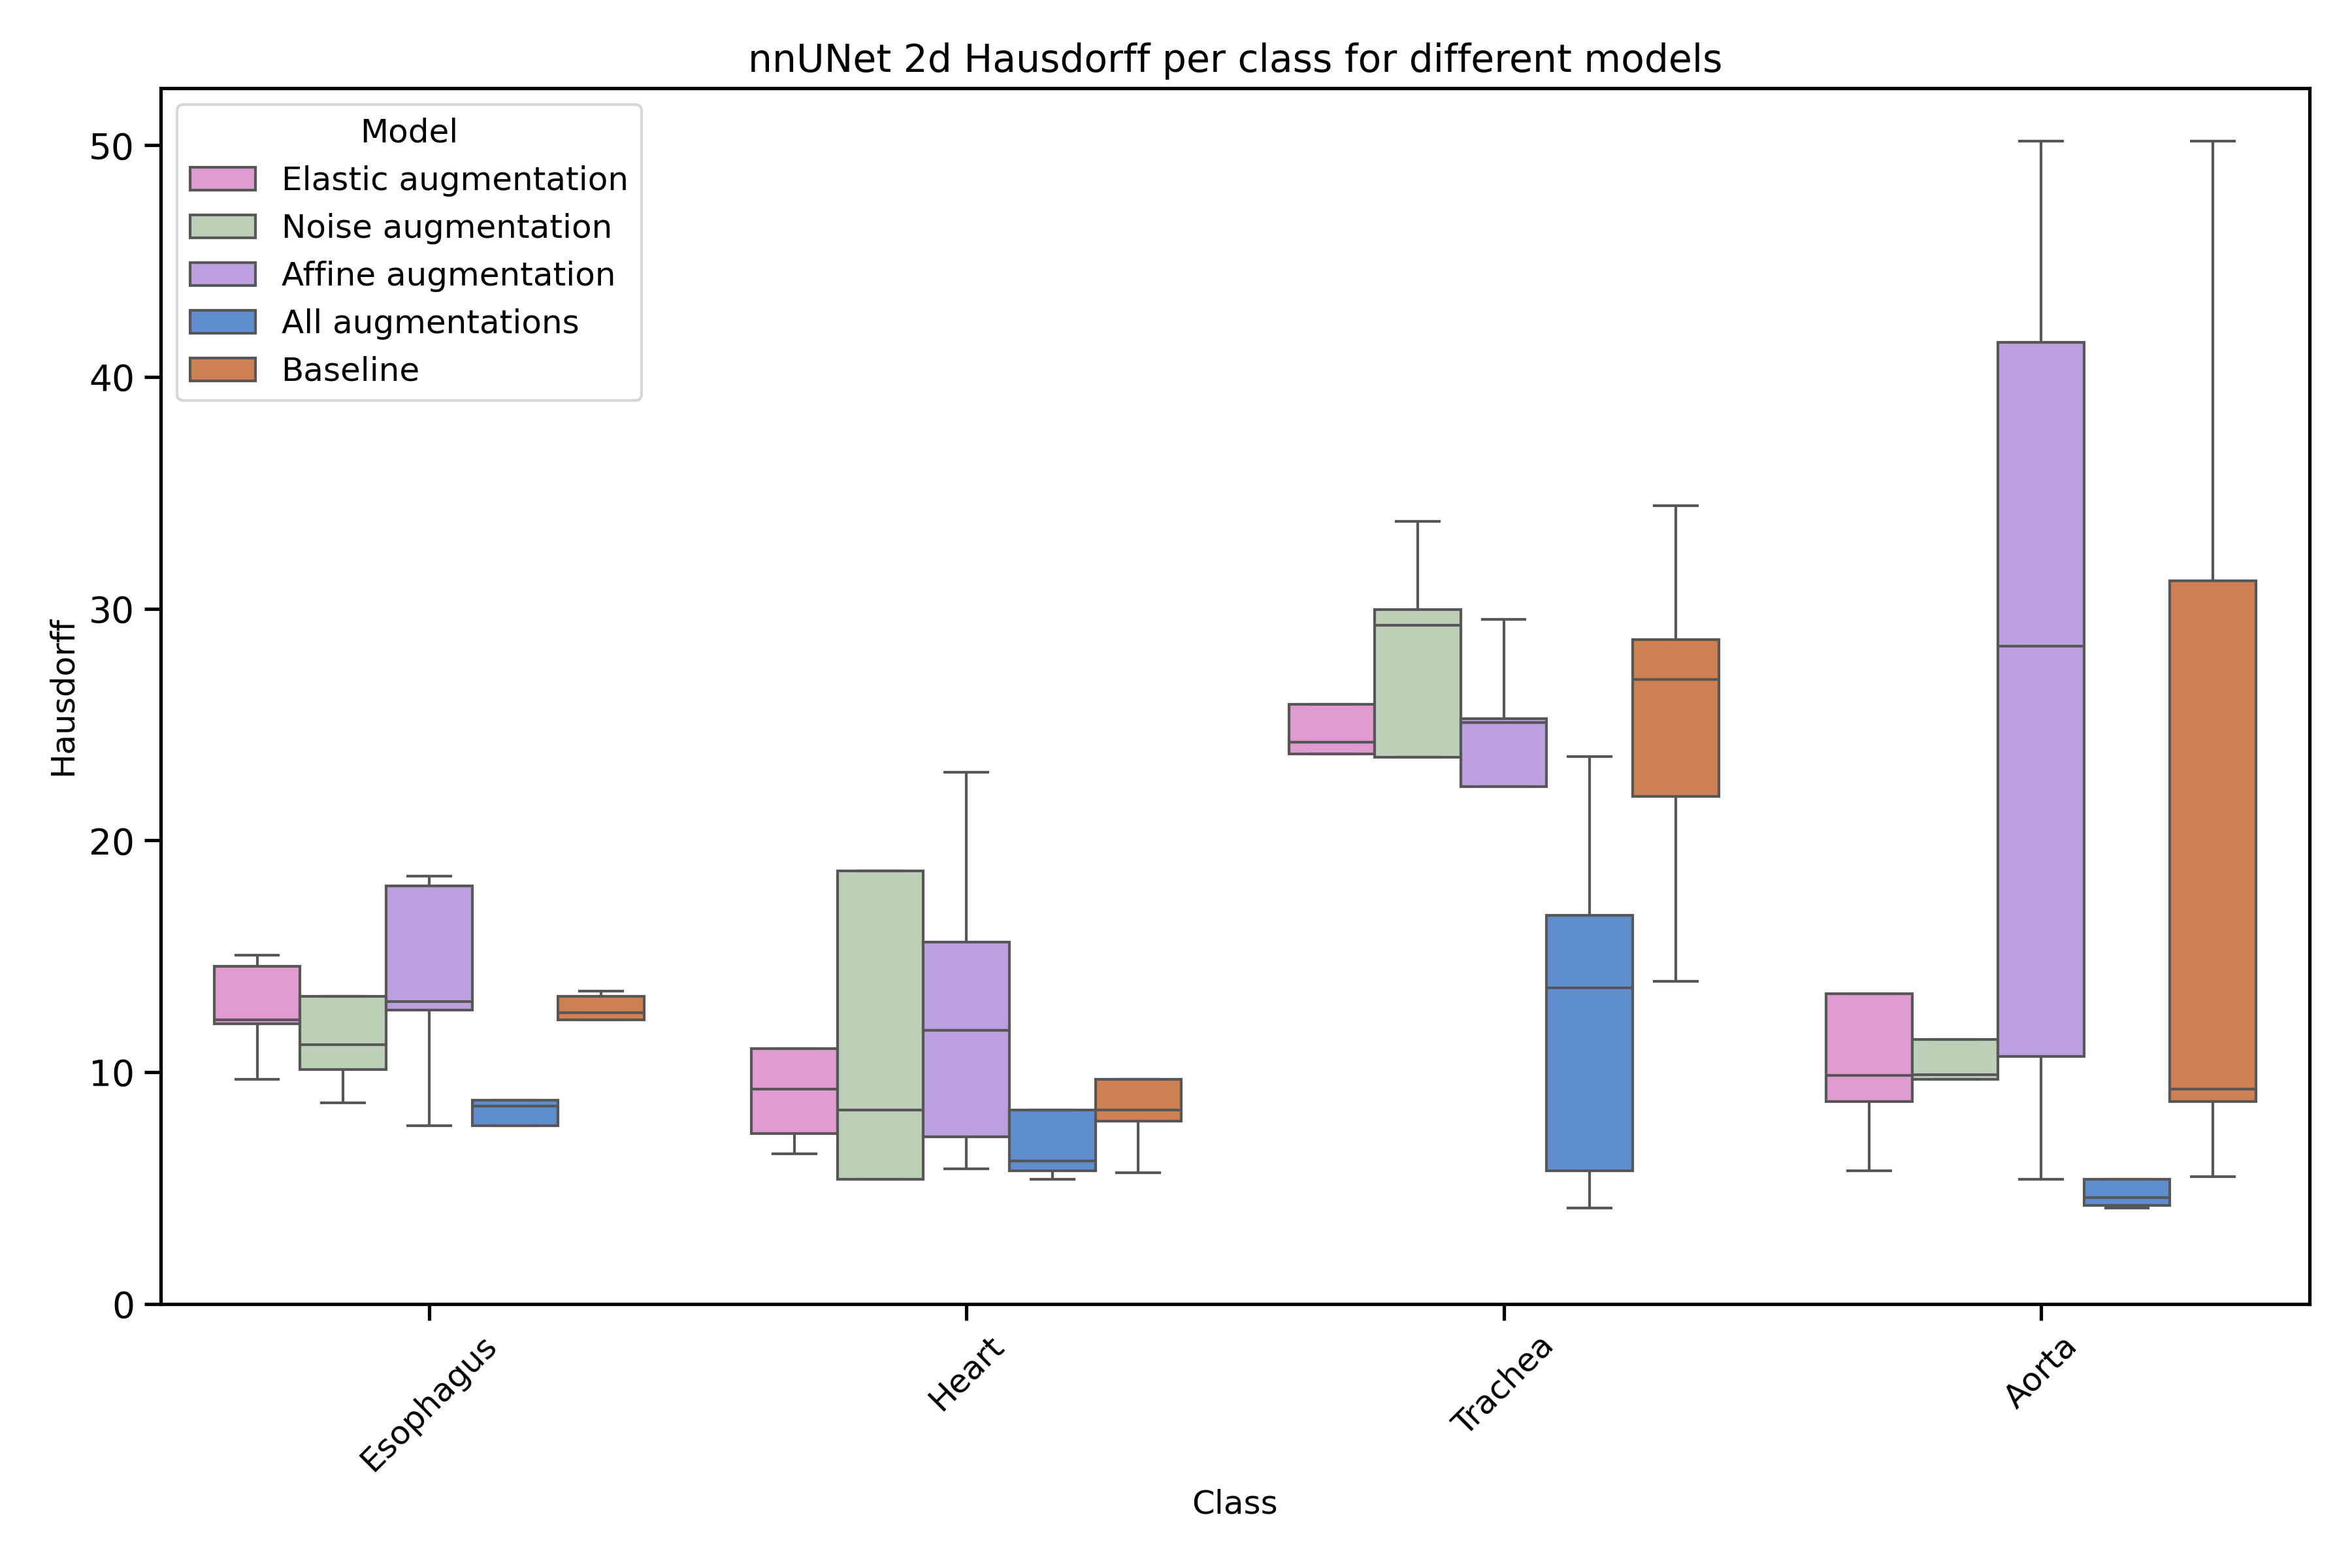 nnUNet 2d Hausdorff per class for different models
Model
Elastic augmentation
Noise augmentation
Affine augmentation
All augmentations
Baseline
50
40
30
20
10
0
Hausdorff
Esophagus
Heart
Trachea
Aorta
Class